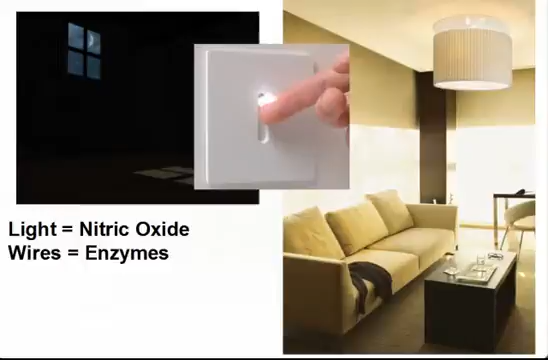 Light = Nitric Oxide
Wires = Enzymes